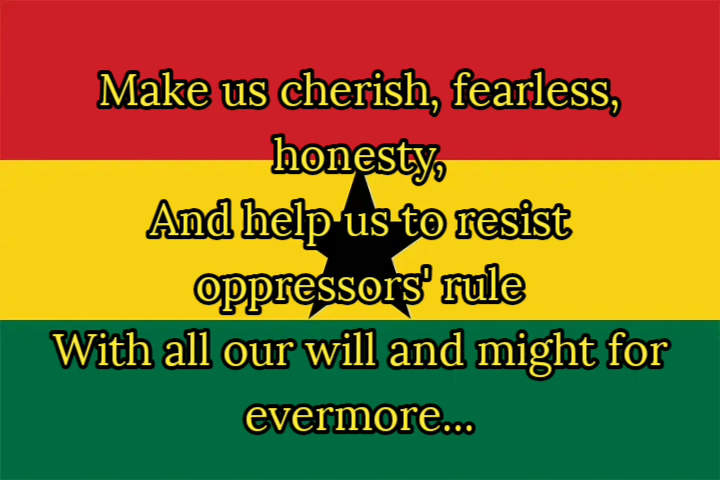 Make us cherish, fearless,
honesty,
And help us to resist
oppressors' rule
With all our will and might for
evermore...